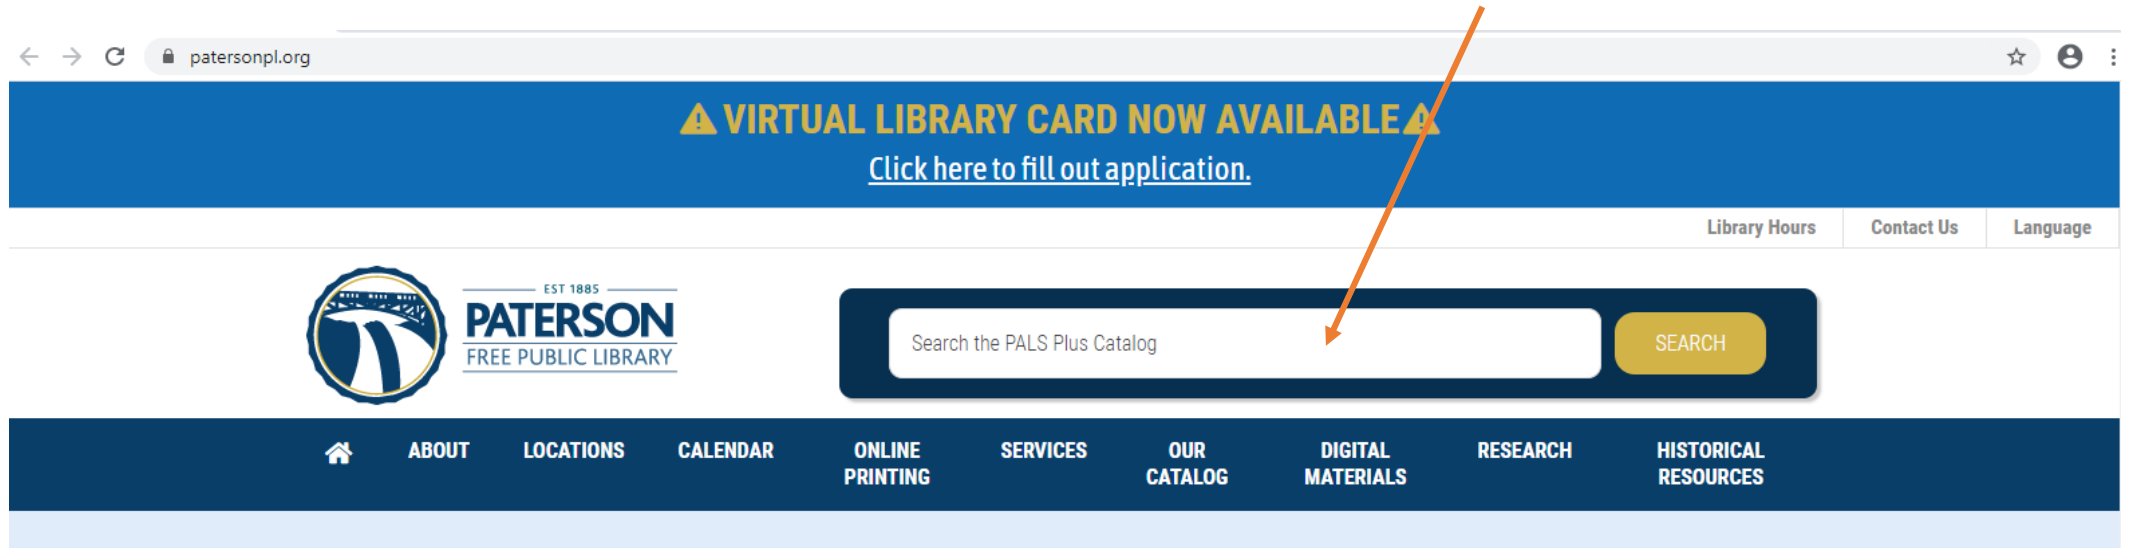 patersonpl.org
VIRTUAL LIBRARY CARD NOW AVAILABLE
Click here to fill out application.
Library Hours
Contact Us
Language
EST 1885
PATERSON
FREE PUBLIC LIBRARY
Search the PALS Plus Catalog
SEARCH
ABOUT
LOCATIONS
CALENDAR
ONLINE
PRINTING
SERVICES
OUR
CATALOG
DIGITAL
MATERIALS
RESEARCH
HISTORICAL
RESOURCES